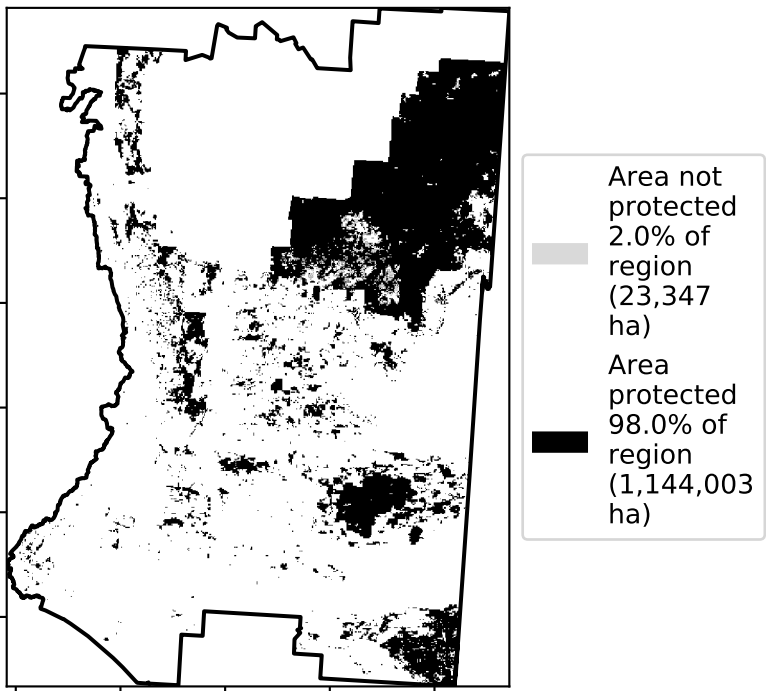 Area not
protected
2.0% of
region
(23,347
ha)
Area
protected
98.0% of
region
(1,144,003
ha)